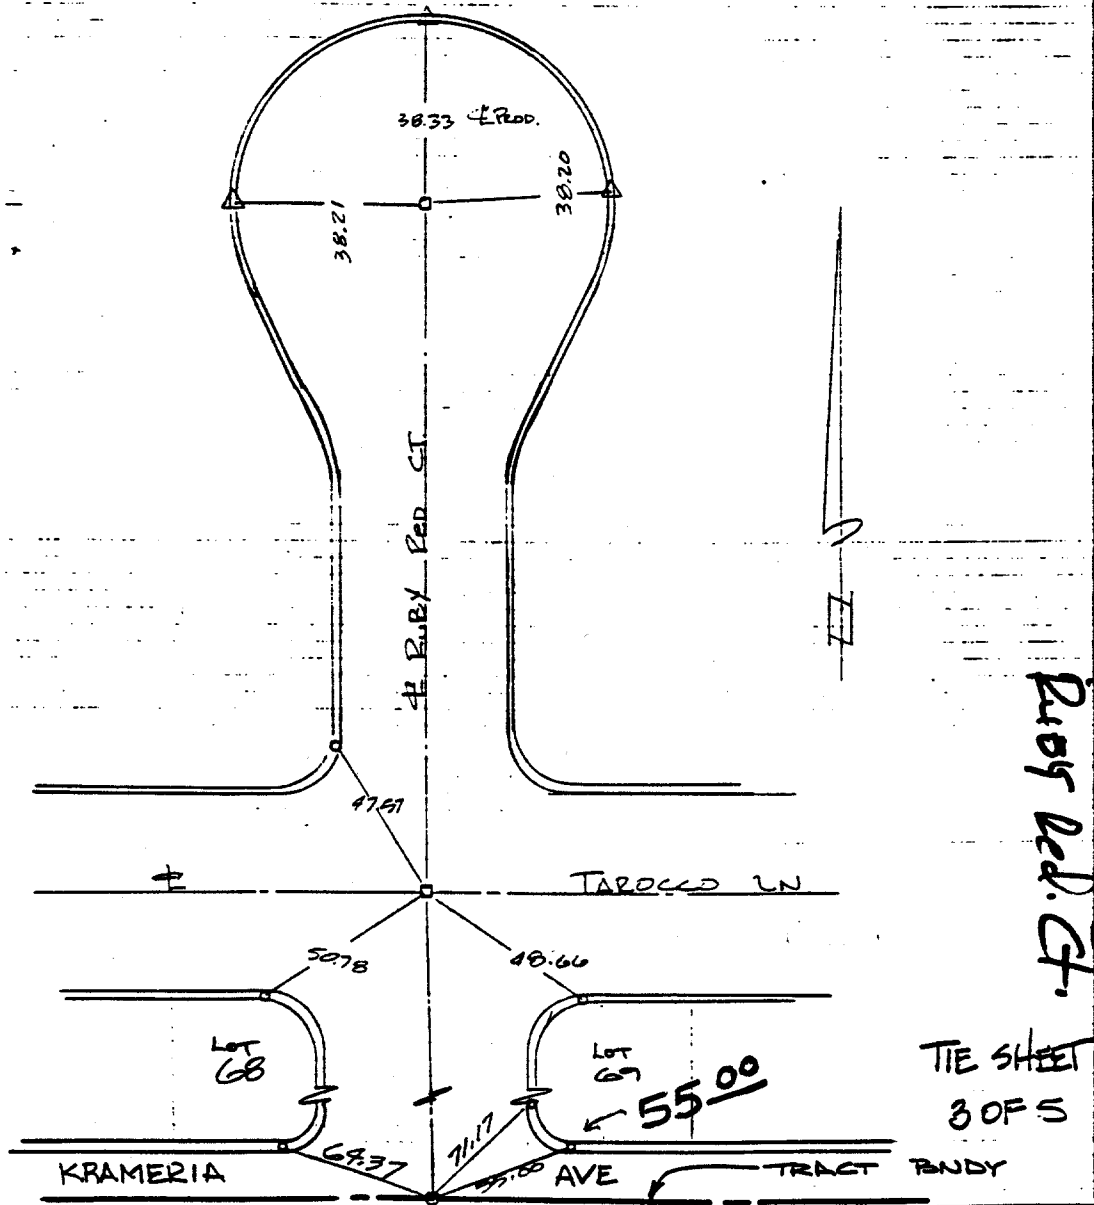 38.33 ℄ PROD.
38.21
38.20
℄ RUBY RED CT.
47.57
℄
TAROCCO LN
50.78
48.66
LOT
68
LOT
69
55.00
64.37
71.17
55.00
KRAMERIA AVE
TRACT BNDY
Ruby Red. Ct.
TIE SHEET
3 OF 5